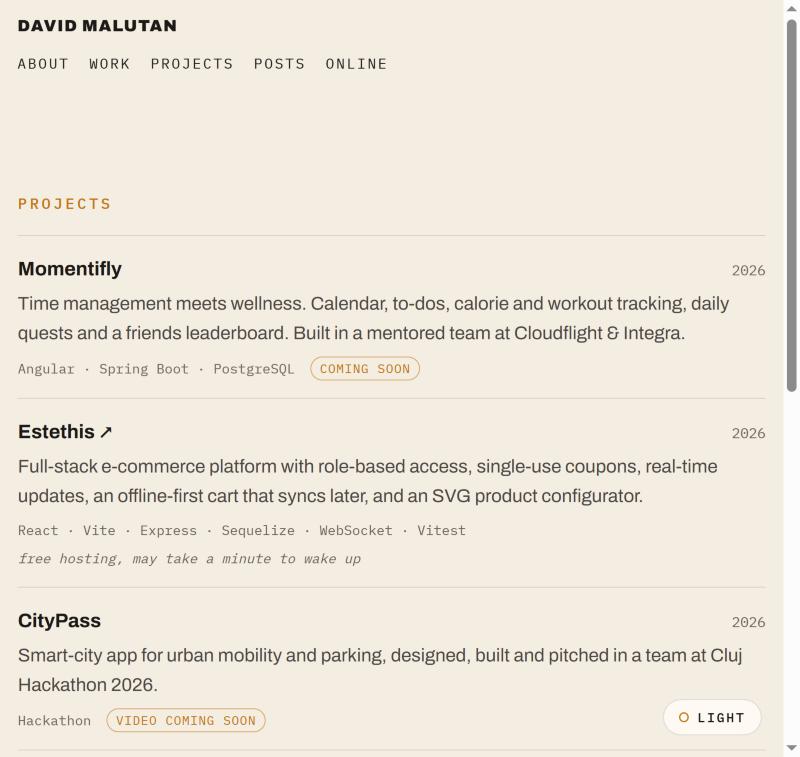 DAVID MALUTAN
ABOUT WORK PROJECTS POSTS ONLINE
PROJECTS
Momentifly 2026
Time management meets wellness. Calendar, to-dos, calorie and workout tracking, daily
quests and a friends leaderboard. Built in a mentored team at Cloudflight & Integra.
Angular · Spring Boot · PostgreSQL COMING SOON
Estethis ↗ 2026
Full-stack e-commerce platform with role-based access, single-use coupons, real-time
updates, an offline-first cart that syncs later, and an SVG product configurator.
React · Vite · Express · Sequelize · WebSocket · Vitest
free hosting, may take a minute to wake up
CityPass 2026
Smart-city app for urban mobility and parking, designed, built and pitched in a team at Cluj
Hackathon 2026.
Hackathon VIDEO COMING SOON
LIGHT